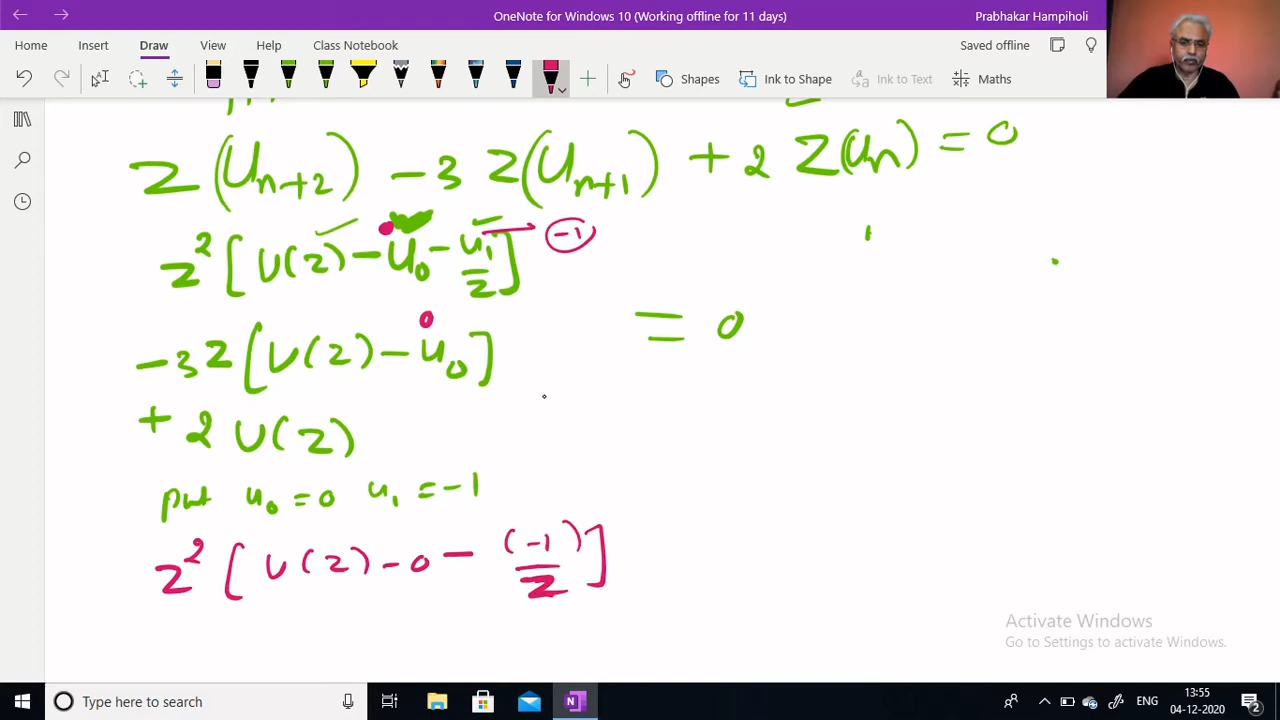 OneNote for Windows 10 (Working offline for 11 days)
Prabhakar Hampiholi
Home Insert Draw View Help Class Notebook
Saved offline
Shapes Ink to Shape Ink to Text Maths
Z(Un+2) - 3 Z(Un+1) + 2 Z(Un) = 0
z²[U(z) - u0 - u1/z] → -1
-3z[U(z) - u0] = 0
0
+ 2 U(z)
put u0 = 0 u1 = -1
z²[U(z) - 0 - (-1)/z]
Activate Windows
Go to Settings to activate Windows.
Type here to search
N
ENG
13:55
04-12-2020
2